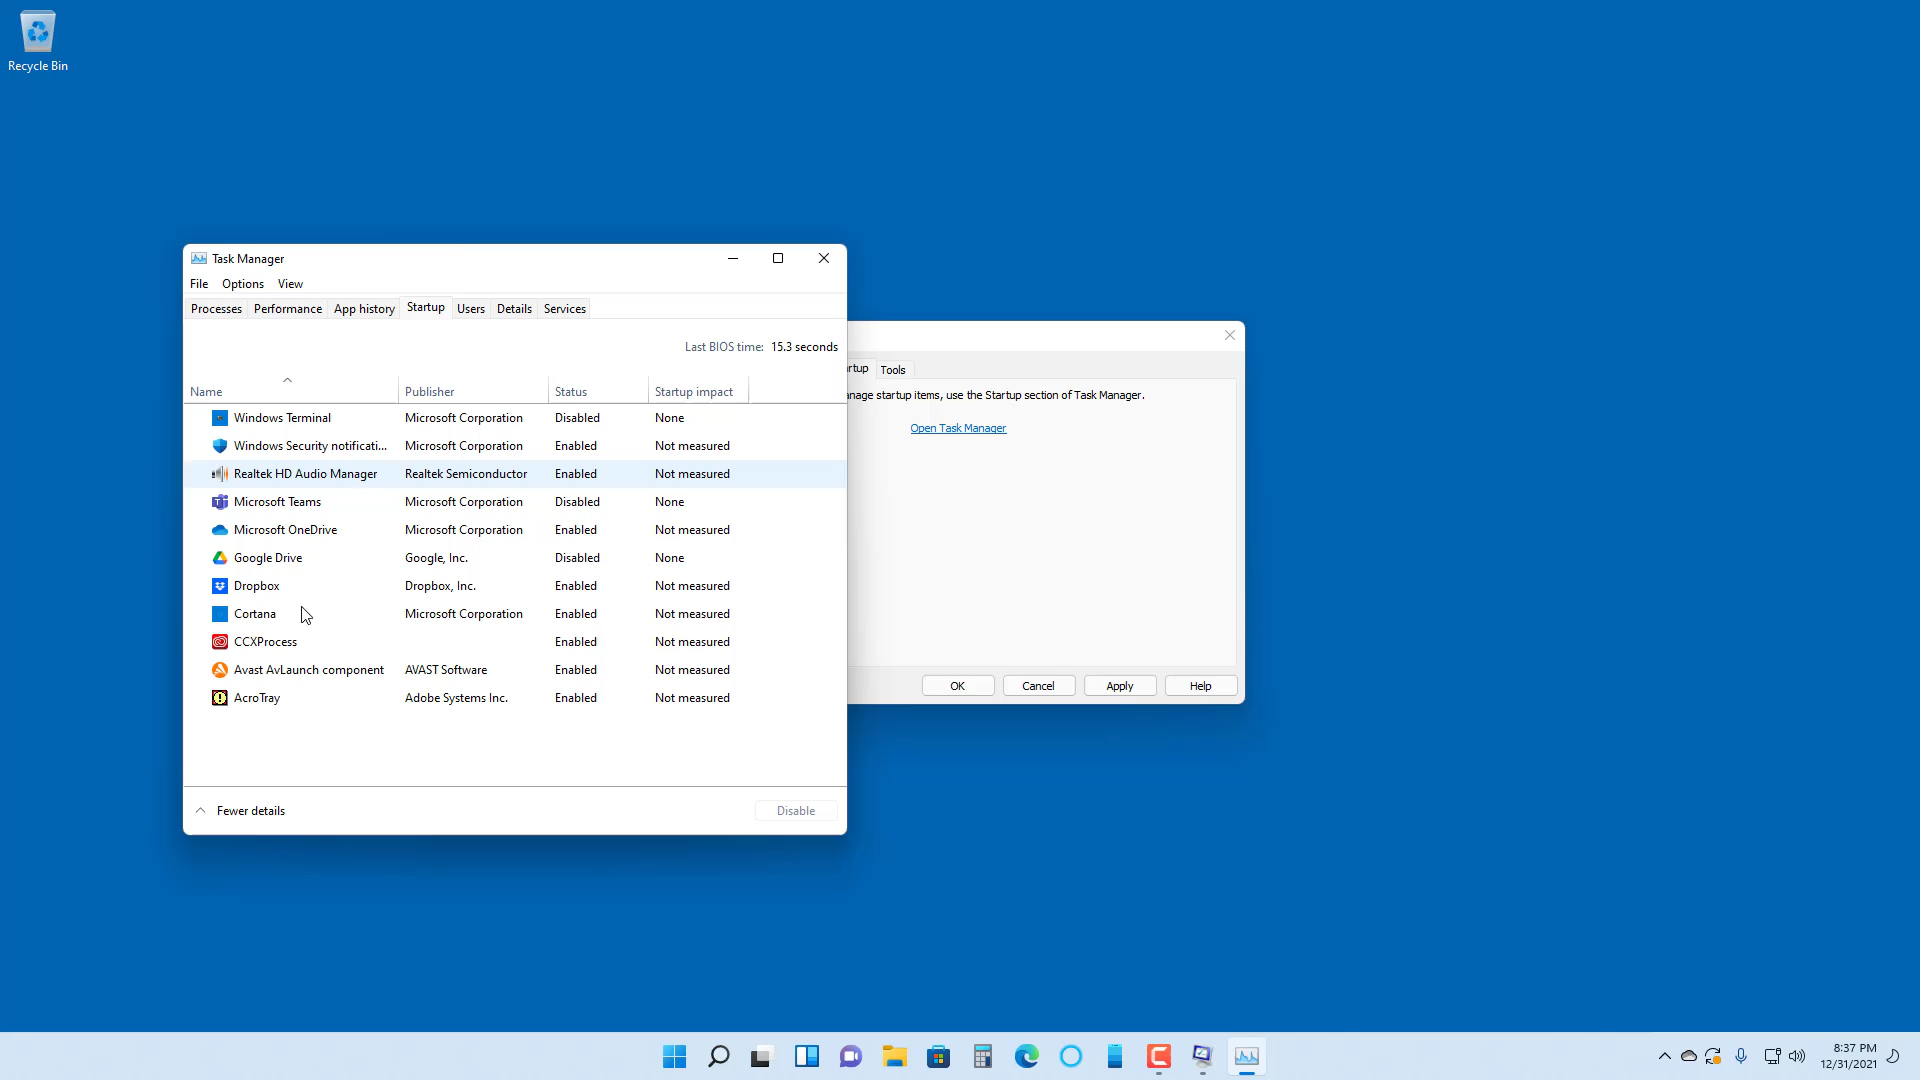 Recycle Bin
Task Manager
File Options View
Processes Performance App history Startup Users Details Services
Last BIOS time: 15.3 seconds
Name Publisher Status Startup impact
Windows Terminal Microsoft Corporation Disabled None
Windows Security notificati... Microsoft Corporation Enabled Not measured
Realtek HD Audio Manager Realtek Semiconductor Enabled Not measured
Microsoft Teams Microsoft Corporation Disabled None
Microsoft OneDrive Microsoft Corporation Enabled Not measured
Google Drive Google, Inc. Disabled None
Dropbox Dropbox, Inc. Enabled Not measured
Cortana Microsoft Corporation Enabled Not measured
CCXProcess Enabled Not measured
Avast AvLaunch component AVAST Software Enabled Not measured
AcroTray Adobe Systems Inc. Enabled Not measured
Fewer details Disable
rtup Tools
nage startup items, use the Startup section of Task Manager.
Open Task Manager
OK Cancel Apply Help
8:37 PM
12/31/2021